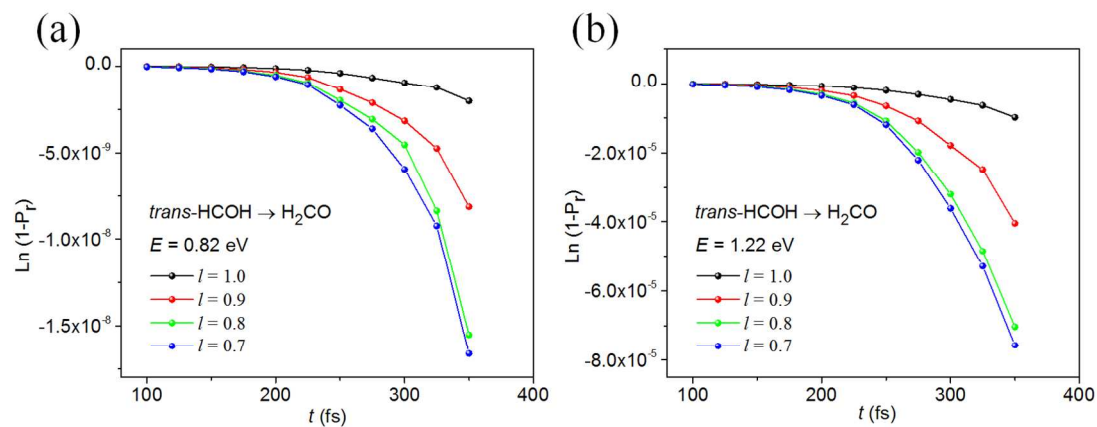 (a)
0.0
-5.0x10⁻⁹
-1.0x10⁻⁸
-1.5x10⁻⁸
Ln (1-Pᵣ)
trans-HCOH → H₂CO
E = 0.82 eV
l = 1.0
l = 0.9
l = 0.8
l = 0.7
100 200 300 400
t (fs)
(b)
0.0
-2.0x10⁻⁵
-4.0x10⁻⁵
-6.0x10⁻⁵
-8.0x10⁻⁵
Ln (1-Pᵣ)
trans-HCOH → H₂CO
E = 1.22 eV
l = 1.0
l = 0.9
l = 0.8
l = 0.7
100 200 300 400
t (fs)